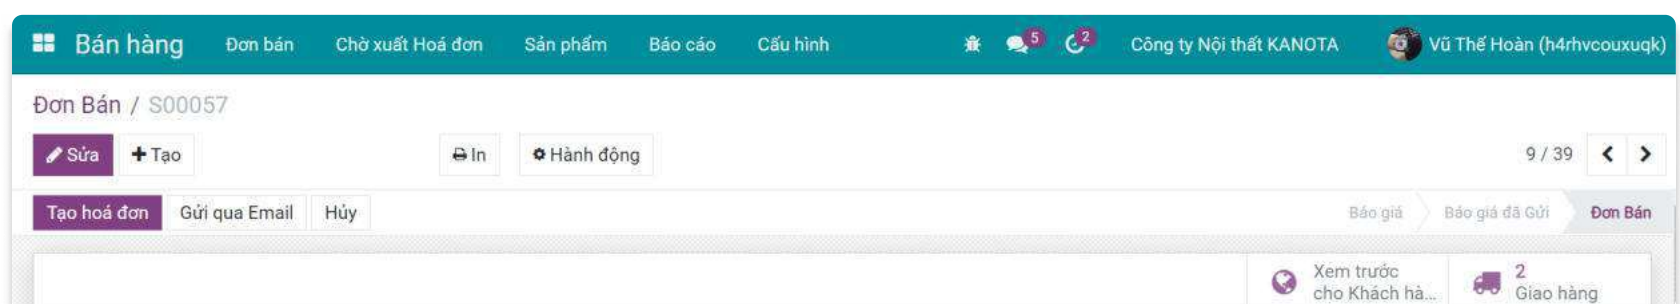 Bán hàng Đơn bán Chờ xuất Hoá đơn Sản phẩm Báo cáo Cấu hình 5 2 Công ty Nội thất KANOTA Vũ Thế Hoàn (h4rhvcouxuqk)
Đơn Bán / S00057
Sửa Tạo In Hành động 9 / 39
Tạo hoá đơn Gửi qua Email Hủy Báo giá Báo giá đã Gửi Đơn Bán
Xem trước 2
cho Khách hà... Giao hàng